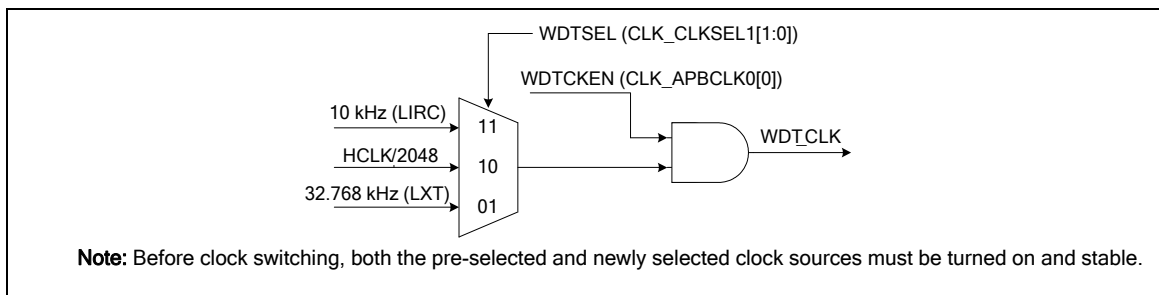 WDTSEL (CLK_CLKSEL1[1:0])
WDTCKEN (CLK_APBCLK0[0])
10 kHz (LIRC)
11
WDT_CLK
HCLK/2048
10
32.768 kHz (LXT)
01
Note: Before clock switching, both the pre-selected and newly selected clock sources must be turned on and stable.